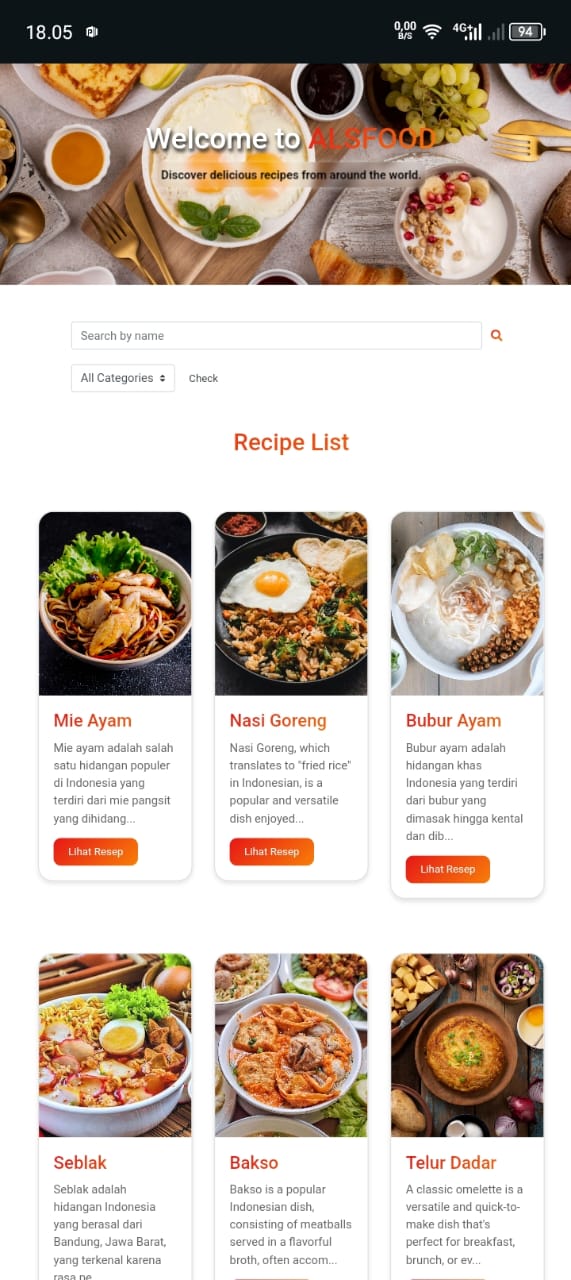 18.05
0,00
B/S
4G+
94
Welcome to ALSFOOD
Discover delicious recipes from around the world.
Search by name
All Categories
Check
Recipe List
Mie Ayam
Mie ayam adalah salah
satu hidangan populer
di Indonesia yang
terdiri dari mie pangsit
yang dihidang...
Lihat Resep
Nasi Goreng
Nasi Goreng, which
translates to "fried rice"
in Indonesian, is a
popular and versatile
dish enjoyed...
Lihat Resep
Bubur Ayam
Bubur ayam adalah
hidangan khas
Indonesia yang terdiri
dari bubur yang
dimasak hingga kental
dan dib...
Lihat Resep
Seblak
Seblak adalah
hidangan Indonesia
yang berasal dari
Bandung, Jawa Barat,
yang terkenal karena
rasa pe...
Bakso
Bakso is a popular
Indonesian dish,
consisting of meatballs
served in a flavorful
broth, often accom...
Telur Dadar
A classic omelette is a
versatile and quick-to-
make dish that's
perfect for breakfast,
brunch, or ev...